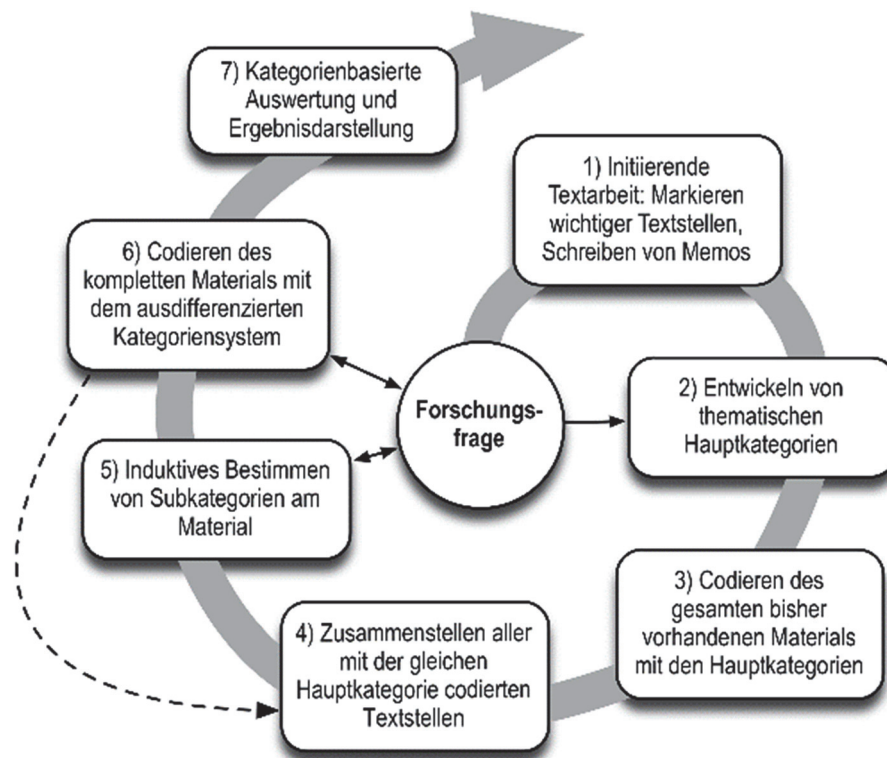 7) Kategorienbasierte
Auswertung und
Ergebnisdarstellung
1) Initiierende
Textarbeit: Markieren
wichtiger Textstellen,
Schreiben von Memos
6) Codieren des
kompletten Materials mit
dem ausdifferenzierten
Kategoriensystem
Forschungs-
frage
2) Entwickeln von
thematischen
Hauptkategorien
5) Induktives Bestimmen
von Subkategorien am
Material
3) Codieren des
gesamten bisher
vorhandenen Materials
mit den Hauptkategorien
4) Zusammenstellen aller
mit der gleichen
Hauptkategorie codierten
Textstellen